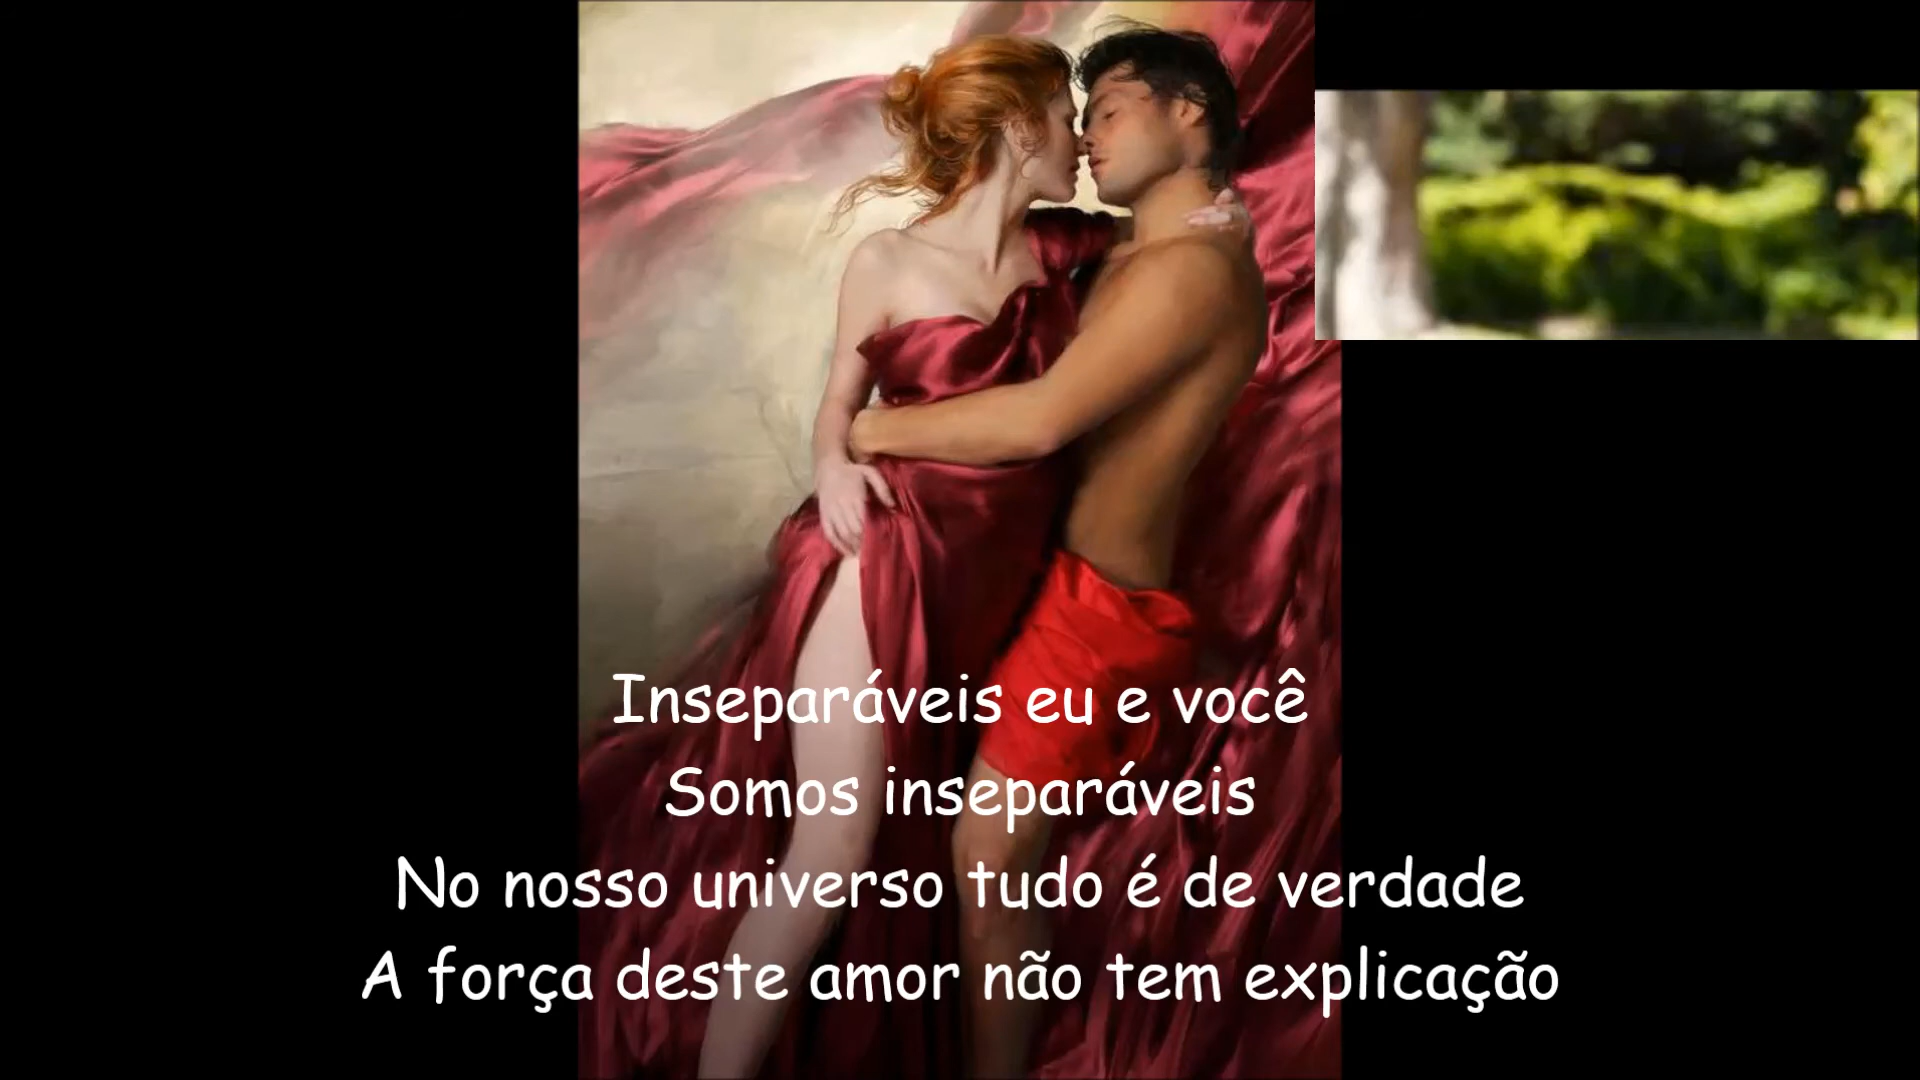 Inseparáveis eu e você
Somos inseparáveis
No nosso universo tudo é de verdade
A força deste amor não tem explicação